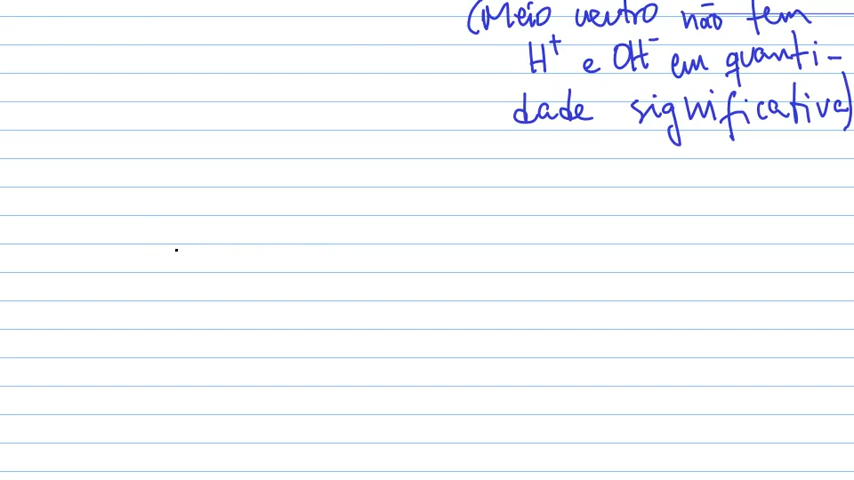 (Meio neutro não tem
H⁺ e OH⁻ em quanti-
dade significativa)